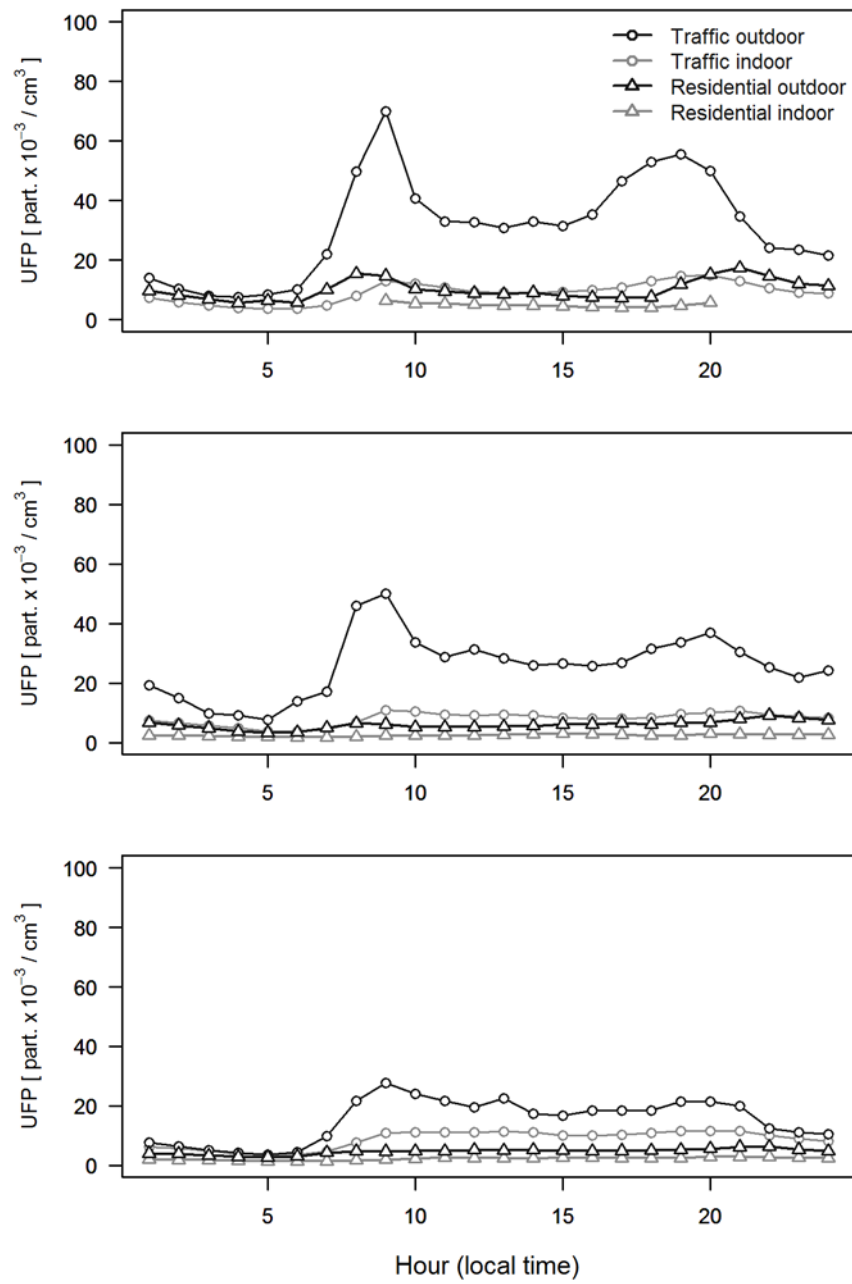 100
80
60
40
20
0
UFP [ part. x 10⁻³ / cm³ ]
Traffic outdoor
Traffic indoor
Residential outdoor
Residential indoor
5 10 15 20
100
80
60
40
20
0
UFP [ part. x 10⁻³ / cm³ ]
5 10 15 20
100
80
60
40
20
0
UFP [ part. x 10⁻³ / cm³ ]
5 10 15 20
Hour (local time)